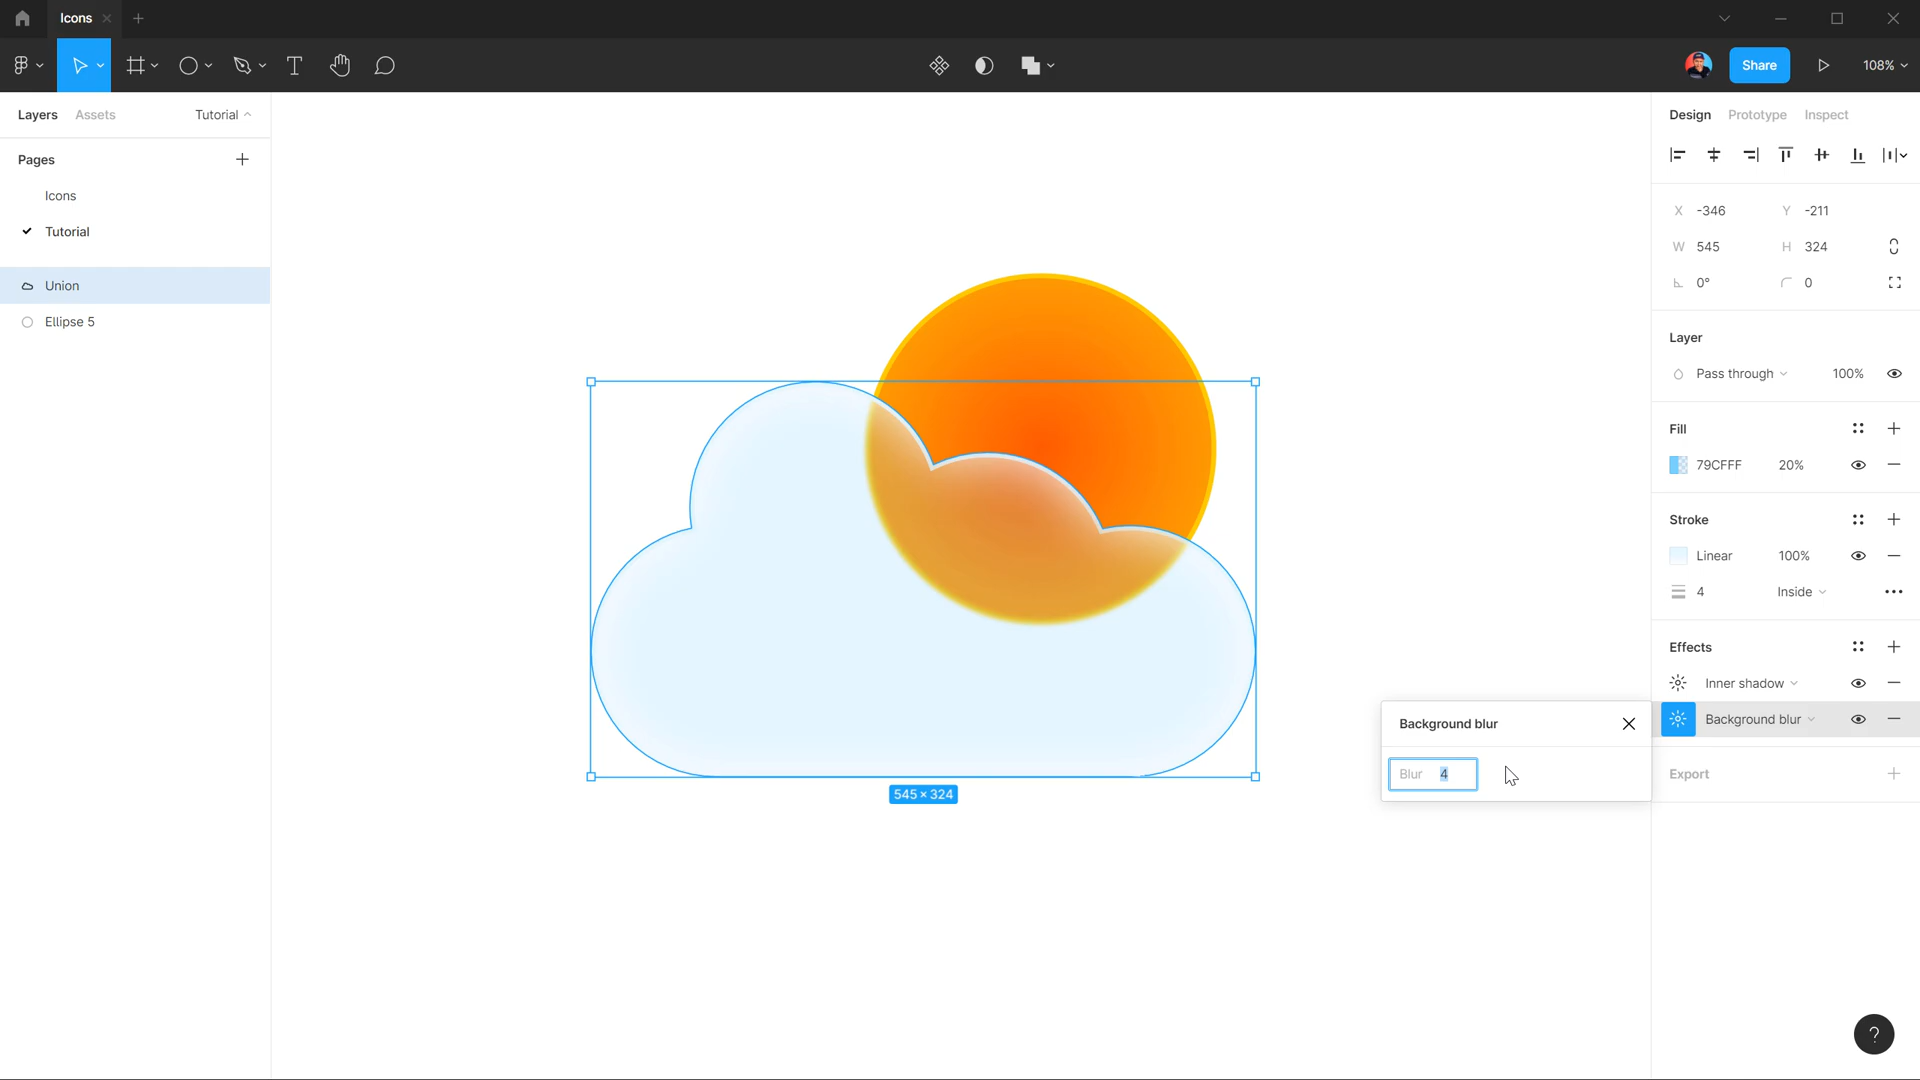 Icons
108%
Share
Layers
Assets
Tutorial
Pages
Icons
Tutorial
Union
Ellipse 5
545 × 324
Background blur
Blur 4
Design
Prototype
Inspect
X -346
Y -211
W 545
H 324
0°
0
Layer
Pass through
100%
Fill
79CFFF
20%
Stroke
Linear
100%
4
Inside
Effects
Inner shadow
Background blur
Export
?